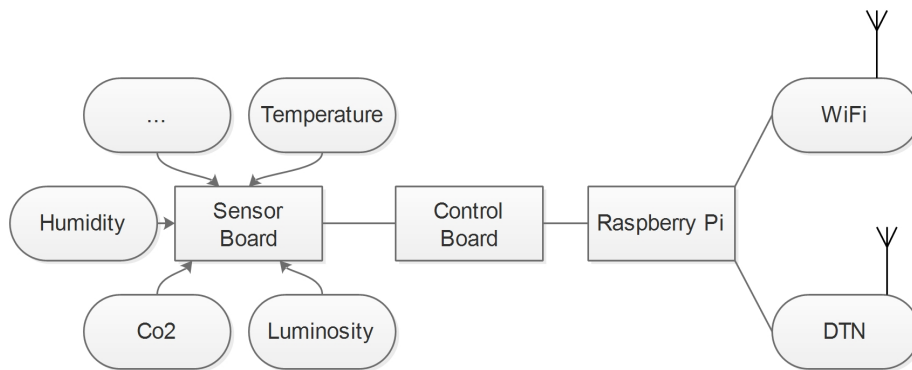 ...
Temperature
WiFi
Humidity
Sensor
Board
Control
Board
Raspberry Pi
Co2
Luminosity
DTN